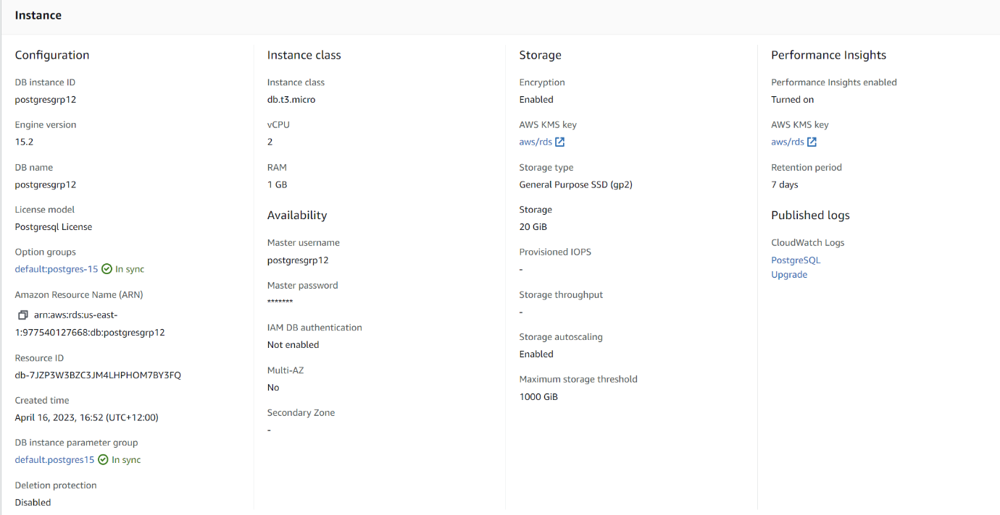 Instance
Configuration
DB instance ID
postgresgrp12
Engine version
15.2
DB name
postgresgrp12
License model
Postgresql License
Option groups
default:postgres-15 In sync
Amazon Resource Name (ARN)
arn:aws:rds:us-east-
1:977540127668:db:postgresgrp12
Resource ID
db-7JZP3W3BZC3JM4LHPHOM7BY3FQ
Created time
April 16, 2023, 16:52 (UTC+12:00)
DB instance parameter group
default.postgres15 In sync
Deletion protection
Disabled
Instance class
Instance class
db.t3.micro
vCPU
2
RAM
1 GB
Availability
Master username
postgresgrp12
Master password
*******
IAM DB authentication
Not enabled
Multi-AZ
No
Secondary Zone
-
Storage
Encryption
Enabled
AWS KMS key
aws/rds
Storage type
General Purpose SSD (gp2)
Storage
20 GiB
Provisioned IOPS
-
Storage throughput
-
Storage autoscaling
Enabled
Maximum storage threshold
1000 GiB
Performance Insights
Performance Insights enabled
Turned on
AWS KMS key
aws/rds
Retention period
7 days
Published logs
CloudWatch Logs
PostgreSQL
Upgrade